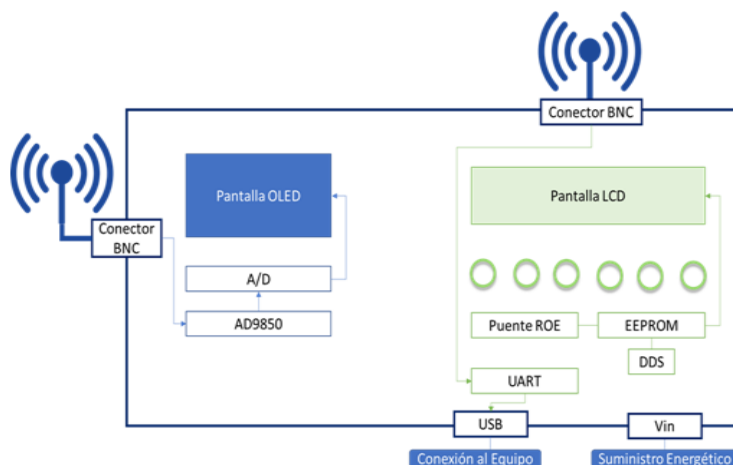 Conector BNC
Pantalla OLED
Pantalla LCD
Conector
BNC
A/D
AD9850
Puente ROE
EEPROM
DDS
UART
USB
Vin
Conexión al Equipo
Suministro Energético